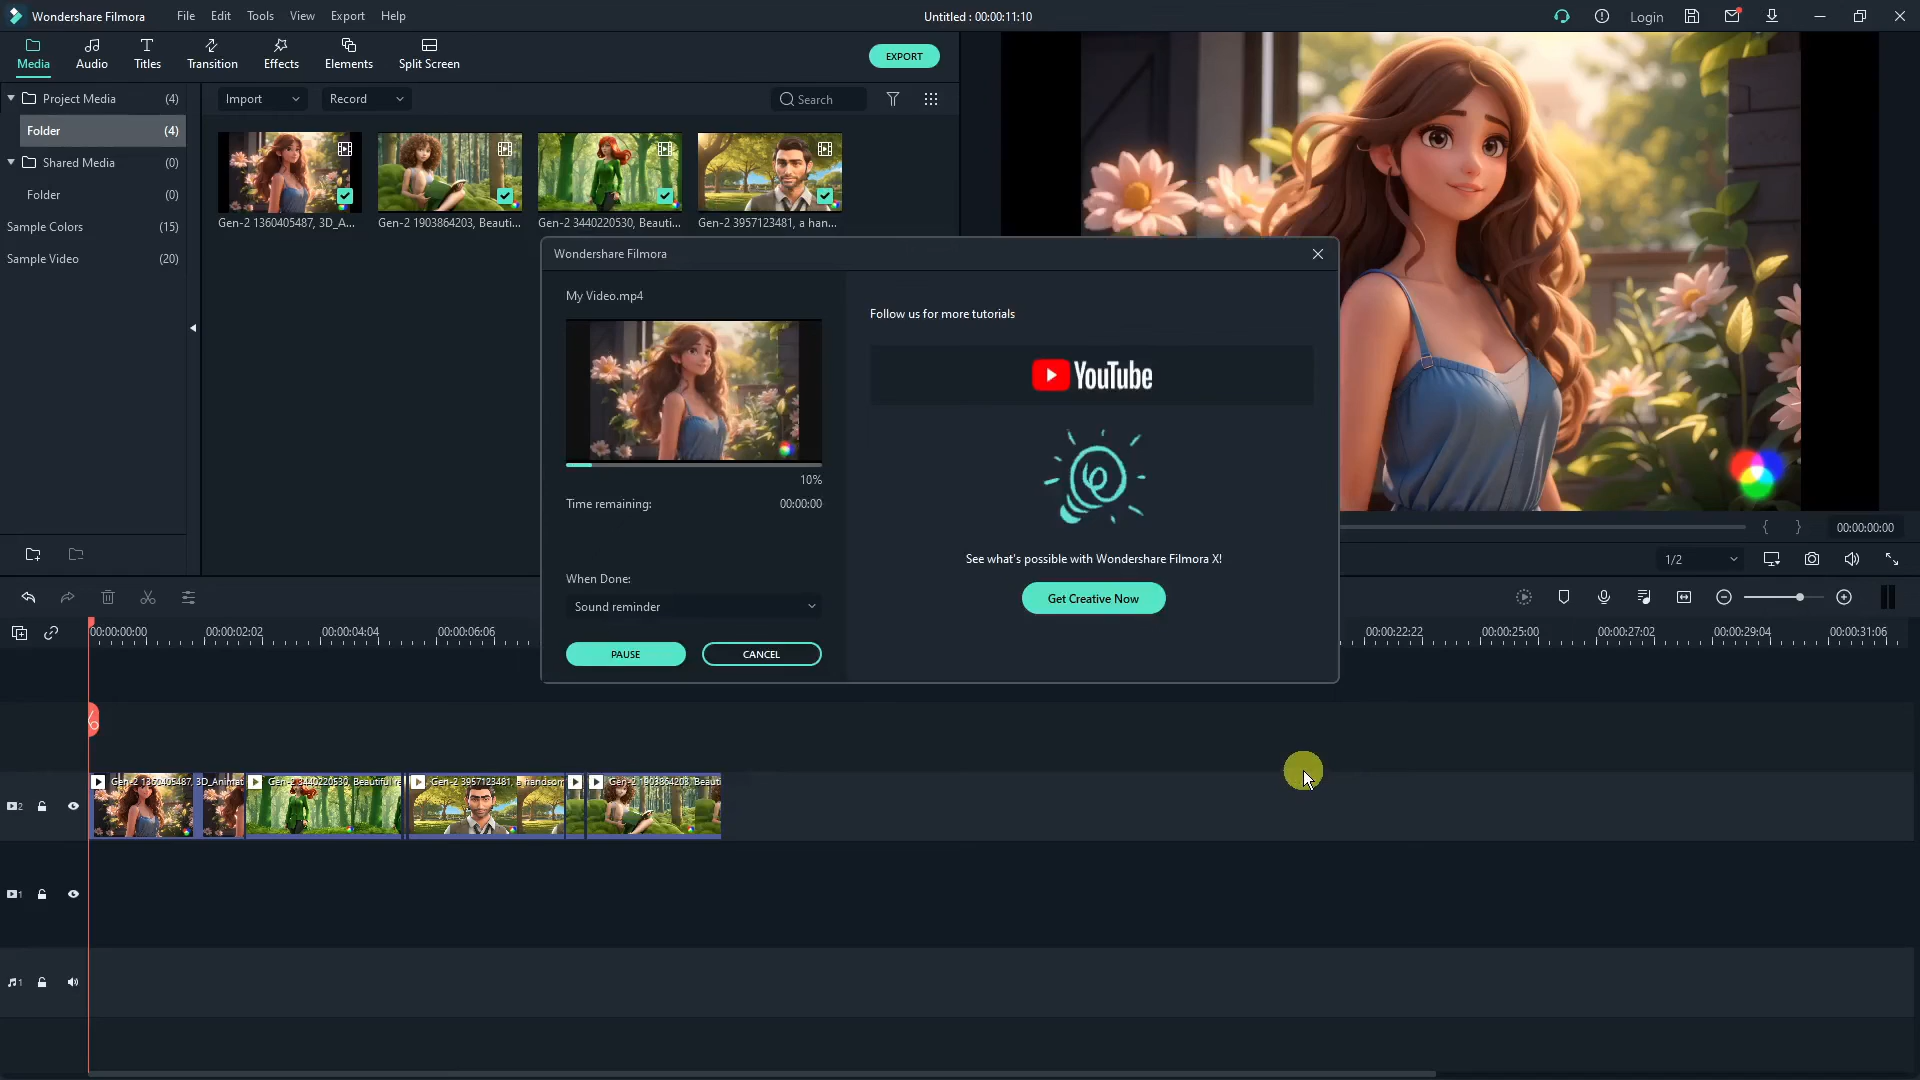 Wondershare Filmora File Edit Tools View Export Help Untitled : 00:00:11:10 Login
Media Audio Titles Transition Effects Elements Split Screen EXPORT
Project Media (4) Import Record Search
Folder (4)
Shared Media (0)
Folder (0)
Sample Colors (15)
Sample Video (20)
Gen-2 1360405487, 3D_A... Gen-2 1903864203, Beauti... Gen-2 3440220530, Beauti... Gen-2 3957123481, a han...
Wondershare Filmora
My Video.mp4
10%
Time remaining: 00:00:00
When Done:
Sound reminder
PAUSE CANCEL
Follow us for more tutorials
YouTube
See what's possible with Wondershare Filmora X!
Get Creative Now
00:00:00:00
1/2
00:00:00:00 00:00:02:02 00:00:04:04 00:00:06:06 00:00:22:22 00:00:25:00 00:00:27:02 00:00:29:04 00:00:31:06
Gen-2 1360405487, 3D_Animat Gen-2 3440220530, Beautiful re Gen-2 3957123481, a handsom Gen-2 1903864203, Beauti
2
1
1